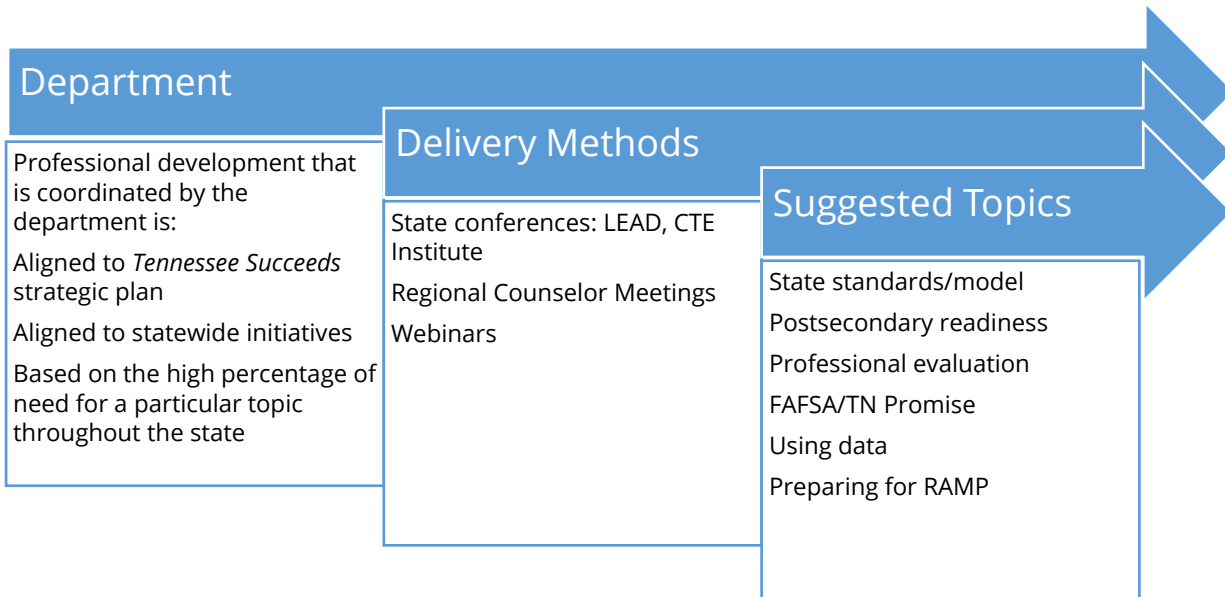 Department
Professional development that
is coordinated by the
department is:
Aligned to Tennessee Succeeds
strategic plan
Aligned to statewide initiatives
Based on the high percentage of
need for a particular topic
throughout the state
Delivery Methods
State conferences: LEAD, CTE
Institute
Regional Counselor Meetings
Webinars
Suggested Topics
State standards/model
Postsecondary readiness
Professional evaluation
FAFSA/TN Promise
Using data
Preparing for RAMP